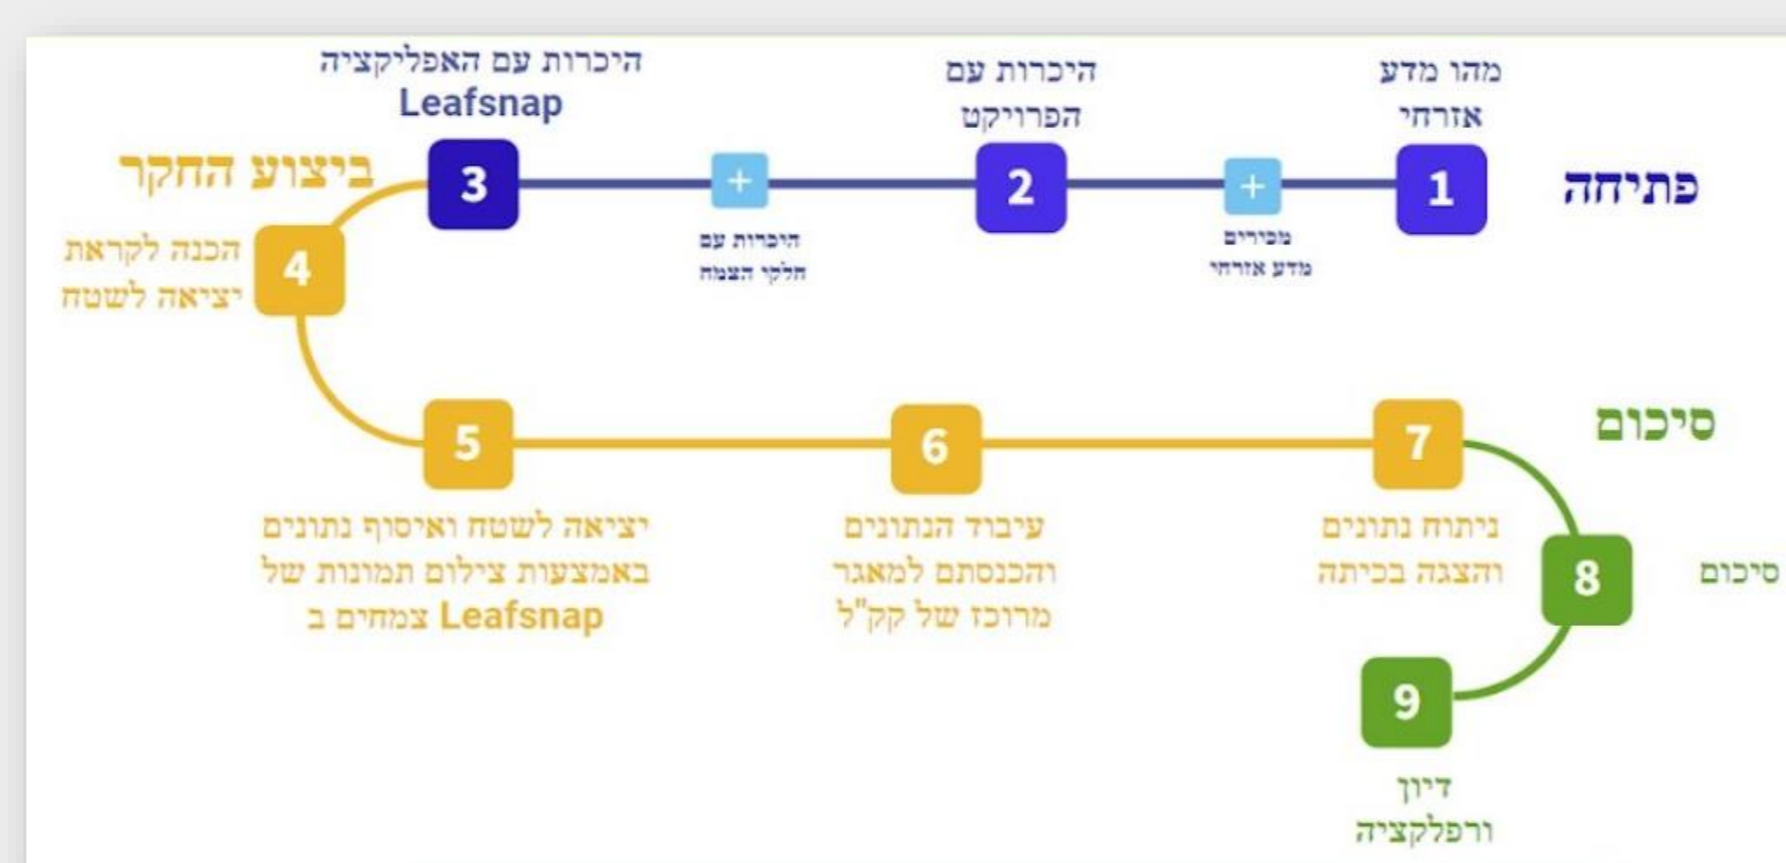 פתיחה
מהו מדע
אזרחי
1
+
מכירים
מדע אזרחי
היכרות עם
הפרויקט
2
+
היכרות עם
חלקי הצמח
היכרות עם האפליקציה
Leafsnap
3
ביצוע החקר
4
הכנה לקראת
יציאה לשטח
5
יציאה לשטח ואיסוף נתונים
באמצעות צילום תמונות של
צמחים ב Leafsnap
6
עיבוד הנתונים
והכנסתם למאגר
מרוכז של קק"ל
7
ניתוח נתונים
והצגה בכיתה
סיכום
8
סיכום
9
דיון
ורפלקציה